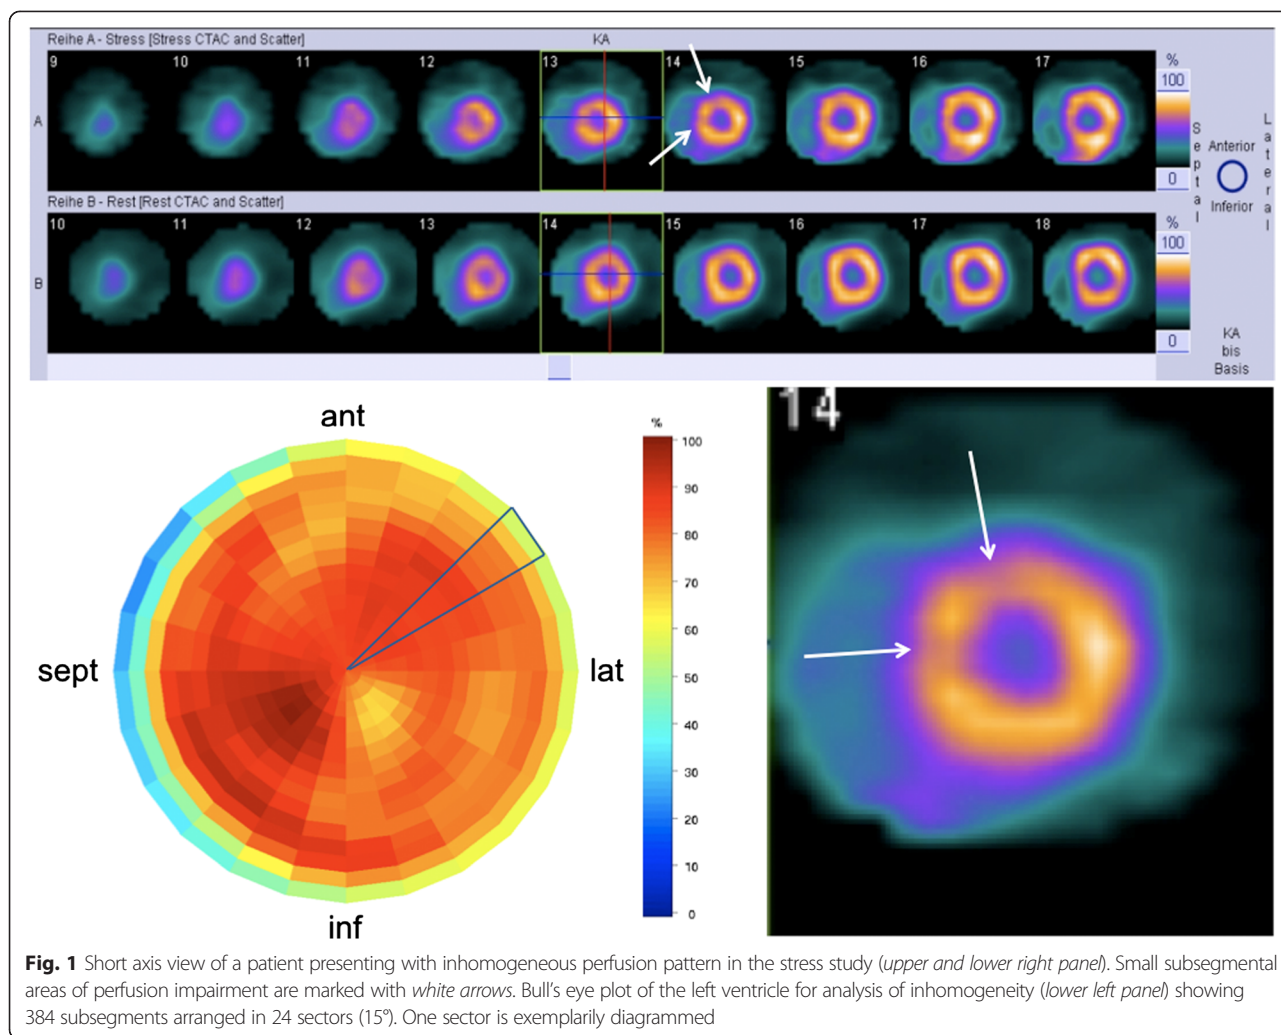 Reihe A - Stress [Stress CTAC and Scatter]
KA
9 10 11 12 13 14 15 16 17
A
%
100
0
Reihe B - Rest [Rest CTAC and Scatter]
10 11 12 13 14 15 16 17 18
B
%
100
0
Septal
Anterior
Inferior
Lateral
KA
bis
Basis
ant
sept
lat
inf
%
100
90
80
70
60
50
40
30
20
10
0
14
Fig. 1 Short axis view of a patient presenting with inhomogeneous perfusion pattern in the stress study (upper and lower right panel). Small subsegmental
areas of perfusion impairment are marked with white arrows. Bull's eye plot of the left ventricle for analysis of inhomogeneity (lower left panel) showing
384 subsegments arranged in 24 sectors (15°). One sector is exemplarily diagrammed